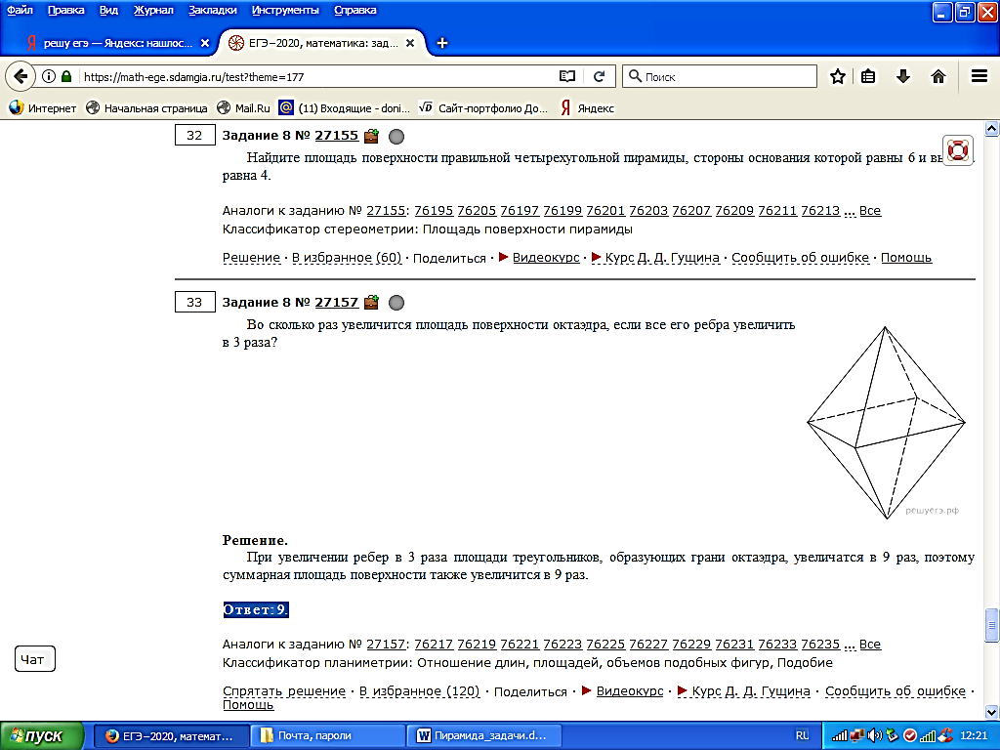 Файл Правка Вид Журнал Закладки Инструменты Справка
решу егэ — Яндекс: нашлос... × ЕГЭ−2020, математика: зад... × +
https://math-ege.sdamgia.ru/test?theme=177 Поиск
Интернет Начальная страница Mail.Ru (11) Входящие - doni... Сайт-портфолио До... Яндекс
32 Задание 8 № 27155
Найдите площадь поверхности правильной четырехугольной пирамиды, стороны основания которой равны 6 и
равна 4.
Аналоги к заданию № 27155: 76195 76205 76197 76199 76201 76203 76207 76209 76211 76213 ... Все
Классификатор стереометрии: Площадь поверхности пирамиды
Решение · В избранное (60) · Поделиться · Видеокурс · Курс Д. Д. Гущина · Сообщить об ошибке · Помощь
33 Задание 8 № 27157
Во сколько раз увеличится площадь поверхности октаэдра, если все его ребра увеличить
в 3 раза?
решуегэ.рф
Решение.
При увеличении ребер в 3 раза площади треугольников, образующих грани октаэдра, увеличатся в 9 раз, поэтому
суммарная площадь поверхности также увеличится в 9 раз.
Ответ: 9.
Аналоги к заданию № 27157: 76217 76219 76221 76223 76225 76227 76229 76231 76233 76235 ... Все
Чат
Классификатор планиметрии: Отношение длин, площадей, объемов подобных фигур, Подобие
Спрятать решение · В избранное (120) · Поделиться · Видеокурс · Курс Д. Д. Гущина · Сообщить об ошибке ·
Помощь
пуск ЕГЭ−2020, математ... Почта, пароли Пирамида_задачи.d... RU 12:21